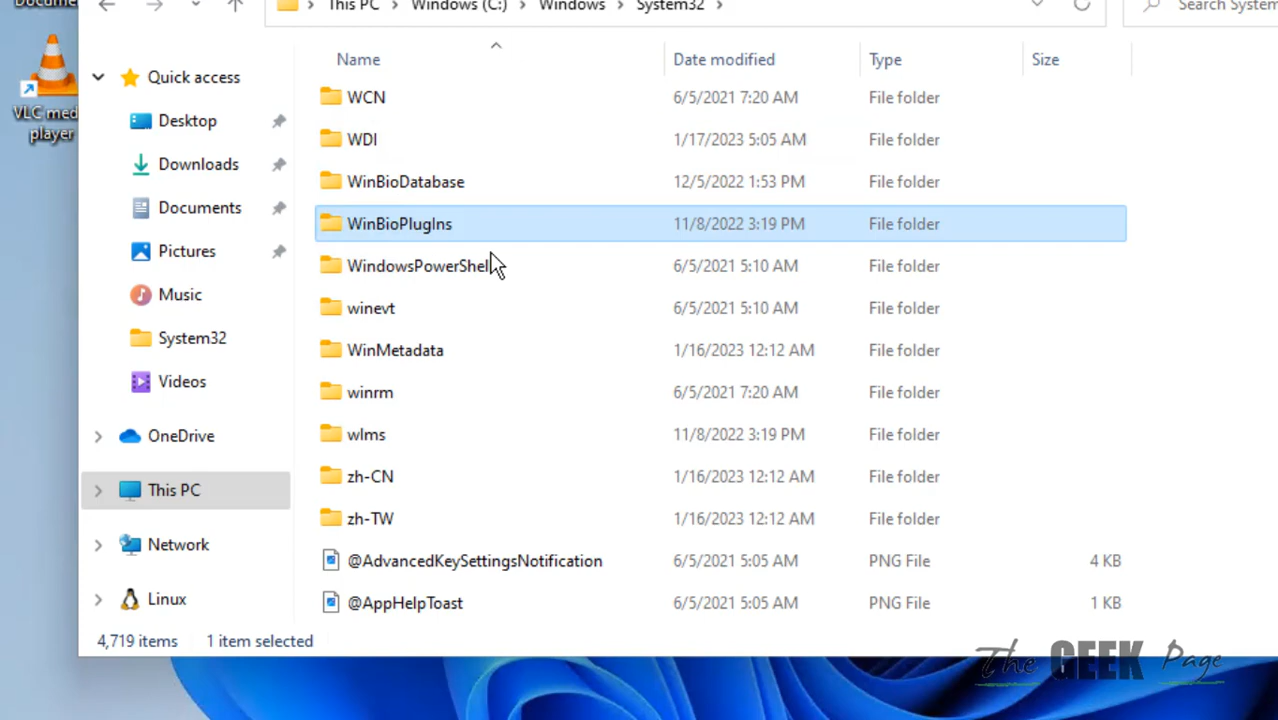 This PC > Windows (C:) > Windows > System32 >
Search System
VLC med
player
Name
Date modified
Type
Size
Quick access
Desktop
Downloads
Documents
Pictures
Music
System32
Videos
OneDrive
This PC
Network
Linux
WCN 6/5/2021 7:20 AM File folder
WDI 1/17/2023 5:05 AM File folder
WinBioDatabase 12/5/2022 1:53 PM File folder
WinBioPlugIns 11/8/2022 3:19 PM File folder
WindowsPowerShel 6/5/2021 5:10 AM File folder
winevt 6/5/2021 5:10 AM File folder
WinMetadata 1/16/2023 12:12 AM File folder
winrm 6/5/2021 7:20 AM File folder
wlms 11/8/2022 3:19 PM File folder
zh-CN 1/16/2023 12:12 AM File folder
zh-TW 1/16/2023 12:12 AM File folder
@AdvancedKeySettingsNotification 6/5/2021 5:05 AM PNG File 4 KB
@AppHelpToast 6/5/2021 5:05 AM PNG File 1 KB
4,719 items 1 item selected
The GEEK Page